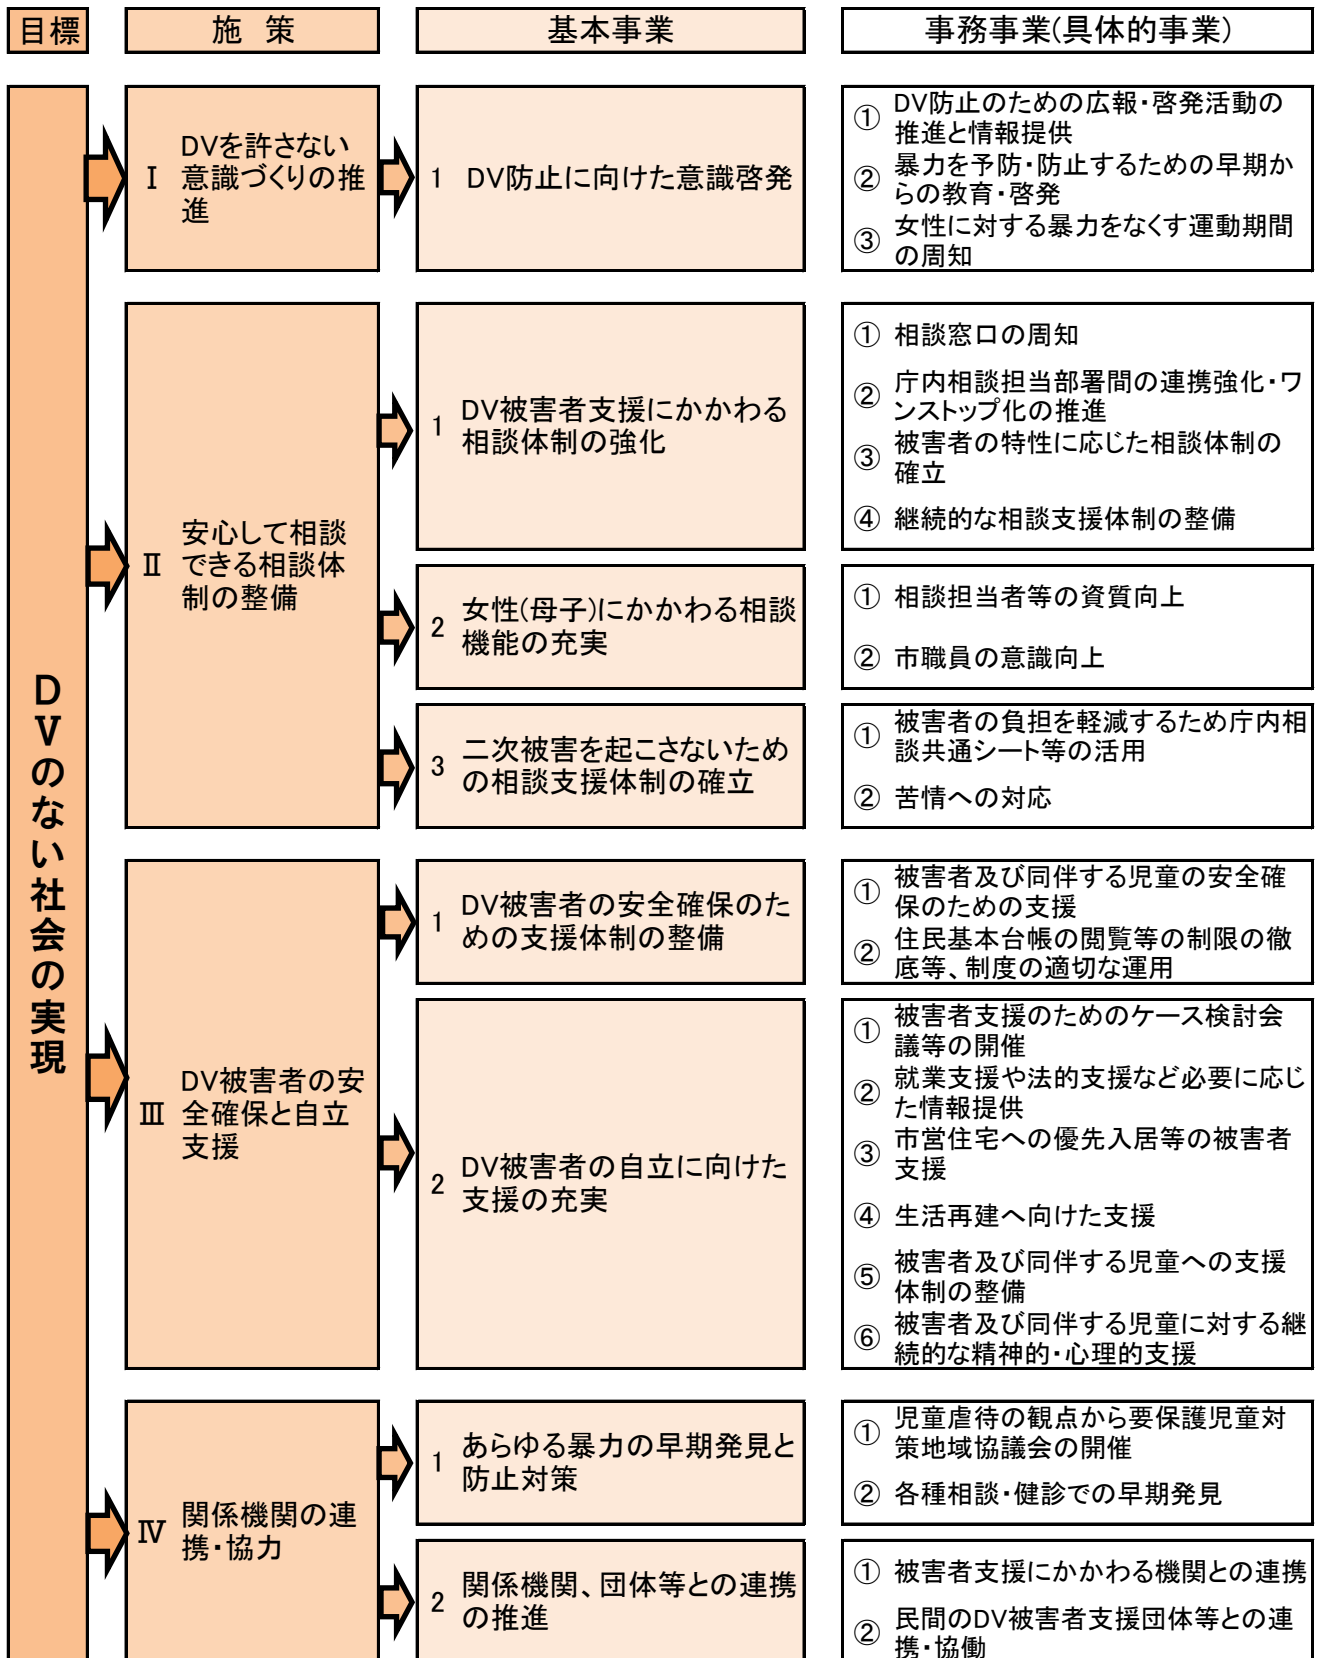 目標
施 策
基本事業
事務事業(具体的事業)
DVのない社会の実現
Ⅰ
DVを許さない
意識づくりの推
進
1 DV防止に向けた意識啓発
① DV防止のための広報・啓発活動の
推進と情報提供
② 暴力を予防・防止するための早期か
らの教育・啓発
③ 女性に対する暴力をなくす運動期間
の周知
Ⅱ
安心して相談
できる相談体
制の整備
1
DV被害者支援にかかわる
相談体制の強化
① 相談窓口の周知
② 庁内相談担当部署間の連携強化・ワ
ンストップ化の推進
③ 被害者の特性に応じた相談体制の
確立
④ 継続的な相談支援体制の整備
2
女性(母子)にかかわる相談
機能の充実
① 相談担当者等の資質向上
② 市職員の意識向上
3
二次被害を起こさないため
の相談支援体制の確立
① 被害者の負担を軽減するため庁内相
談共通シート等の活用
② 苦情への対応
Ⅲ
DV被害者の安
全確保と自立
支援
1
DV被害者の安全確保のた
めの支援体制の整備
① 被害者及び同伴する児童の安全確
保のための支援
② 住民基本台帳の閲覧等の制限の徹
底等、制度の適切な運用
2
DV被害者の自立に向けた
支援の充実
① 被害者支援のためのケース検討会
議等の開催
② 就業支援や法的支援など必要に応じ
た情報提供
③ 市営住宅への優先入居等の被害者
支援
④ 生活再建へ向けた支援
⑤ 被害者及び同伴する児童への支援
体制の整備
⑥ 被害者及び同伴する児童に対する継
続的な精神的・心理的支援
Ⅳ
関係機関の連
携・協力
1
あらゆる暴力の早期発見と
防止対策
① 児童虐待の観点から要保護児童対
策地域協議会の開催
② 各種相談・健診での早期発見
2
関係機関、団体等との連携
の推進
① 被害者支援にかかわる機関との連携
② 民間のDV被害者支援団体等との連
携・協働